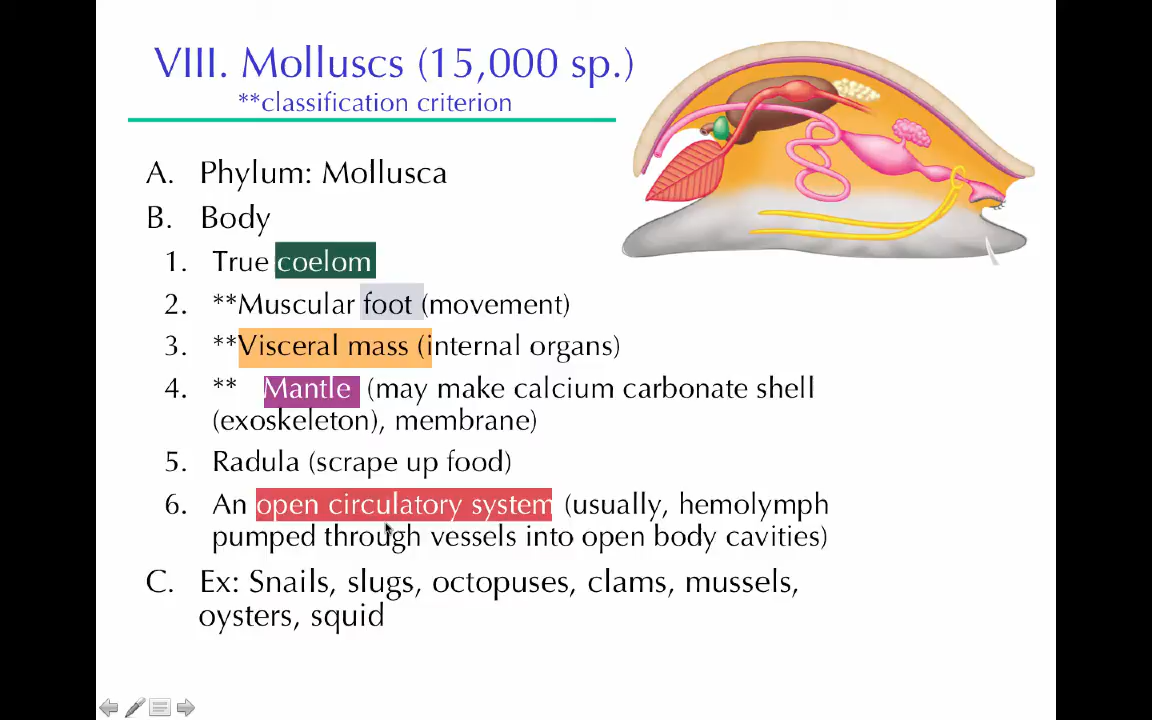 VIII. Molluscs (15,000 sp.)
**classification criterion
A. Phylum: Mollusca
B. Body
1. True coelom
2. **Muscular foot (movement)
3. **Visceral mass (internal organs)
4. ** Mantle (may make calcium carbonate shell
(exoskeleton), membrane)
5. Radula (scrape up food)
6. An open circulatory system (usually, hemolymph
pumped through vessels into open body cavities)
C. Ex: Snails, slugs, octopuses, clams, mussels,
oysters, squid